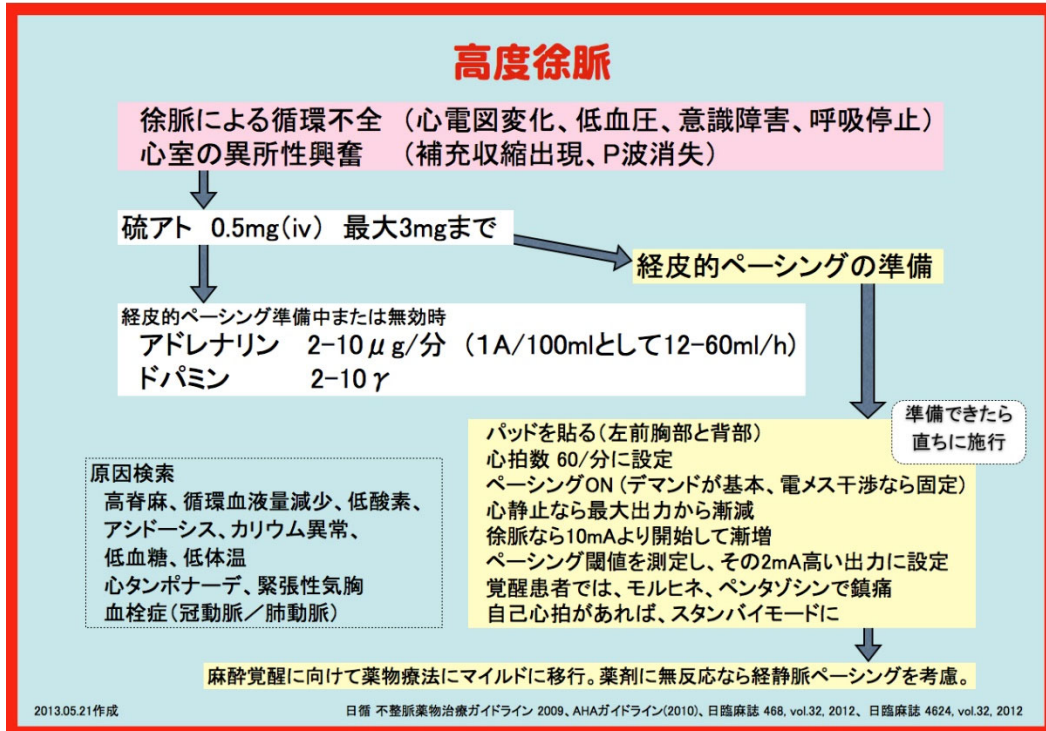 高度徐脈
徐脈による循環不全 （心電図変化、低血圧、意識障害、呼吸停止）
心室の異所性興奮 （補充収縮出現、P波消失）
硫アト 0.5mg(iv) 最大3mgまで
経皮的ペーシングの準備
経皮的ペーシング準備中または無効時
アドレナリン 2-10μg/分 （1A/100mlとして12-60ml/h）
ドパミン 2-10γ
準備できたら
直ちに施行
パッドを貼る（左前胸部と背部）
心拍数 60/分に設定
ペーシングON （デマンドが基本、電メス干渉なら固定）
心静止なら最大出力から漸減
徐脈なら10mAより開始して漸増
ペーシング閾値を測定し、その2mA高い出力に設定
覚醒患者では、モルヒネ、ペンタゾシンで鎮痛
自己心拍があれば、スタンバイモードに
原因検索
高脊麻、循環血液量減少、低酸素、
アシドーシス、カリウム異常、
低血糖、低体温
心タンポナーデ、緊張性気胸
血栓症（冠動脈／肺動脈）
麻酔覚醒に向けて薬物療法にマイルドに移行。薬剤に無反応なら経静脈ペーシングを考慮。
2013.05.21作成
日循 不整脈薬物治療ガイドライン 2009、AHAガイドライン(2010)、日臨麻誌 468, vol.32, 2012、 日臨麻誌 4624, vol.32, 2012